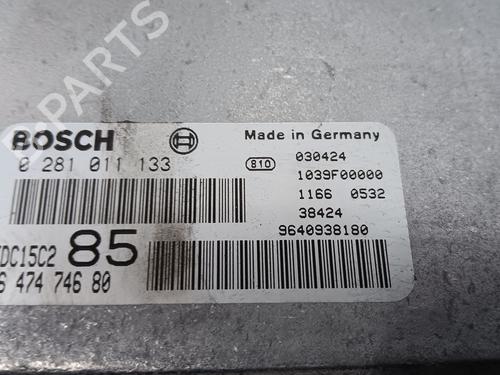 B-PARTS
BOSCH
Made in Germany
0 281 011 133
810
030424
1039F00000
1166 0532
38424
9640938180
EDC15C2 85
6 474 746 80